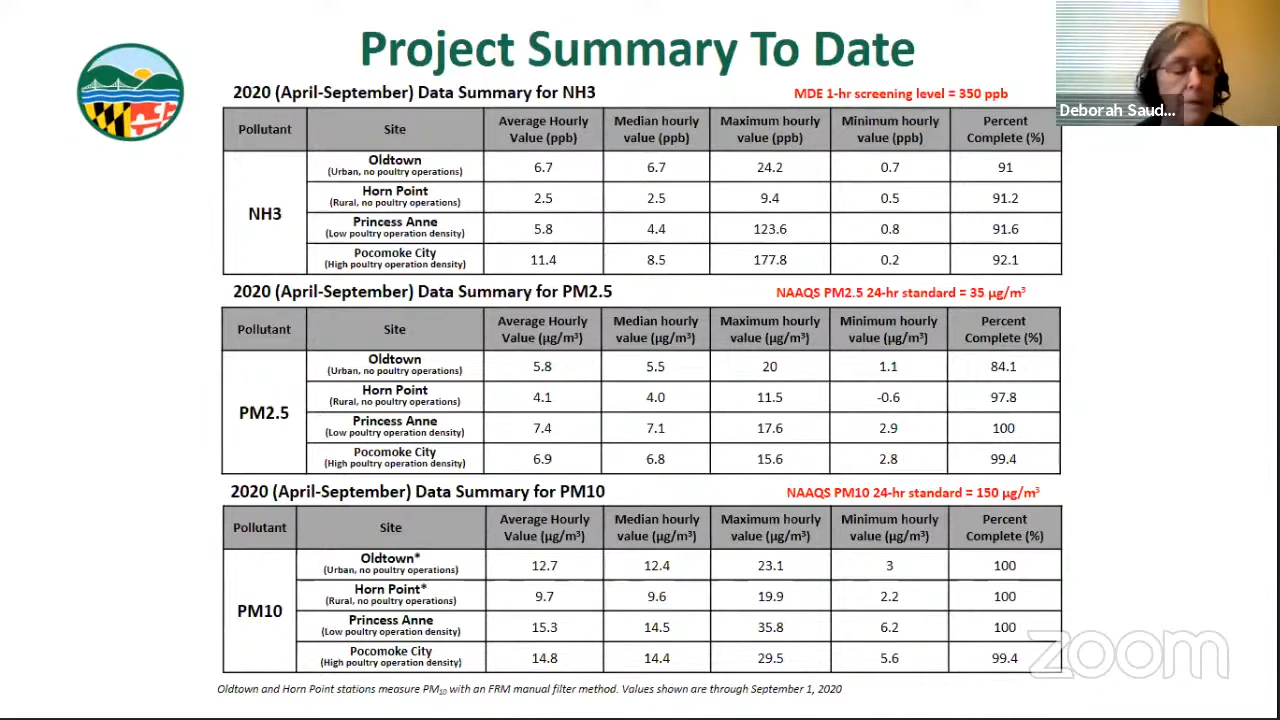 Project Summary To Date
Deborah Saud...
2020 (April-September) Data Summary for NH3
MDE 1-hr screening level = 350 ppb
Pollutant Site Average Hourly Value (ppb) Median hourly value (ppb) Maximum hourly value (ppb) Minimum hourly value (ppb) Percent Complete (%)
NH3
Oldtown (Urban, no poultry operations) 6.7 6.7 24.2 0.7 91
Horn Point (Rural, no poultry operations) 2.5 2.5 9.4 0.5 91.2
Princess Anne (Low poultry operation density) 5.8 4.4 123.6 0.8 91.6
Pocomoke City (High poultry operation density) 11.4 8.5 177.8 0.2 92.1
2020 (April-September) Data Summary for PM2.5
NAAQS PM2.5 24-hr standard = 35 µg/m³
Pollutant Site Average Hourly Value (µg/m³) Median hourly value (µg/m³) Maximum hourly value (µg/m³) Minimum hourly value (µg/m³) Percent Complete (%)
PM2.5
Oldtown (Urban, no poultry operations) 5.8 5.5 20 1.1 84.1
Horn Point (Rural, no poultry operations) 4.1 4.0 11.5 -0.6 97.8
Princess Anne (Low poultry operation density) 7.4 7.1 17.6 2.9 100
Pocomoke City (High poultry operation density) 6.9 6.8 15.6 2.8 99.4
2020 (April-September) Data Summary for PM10
NAAQS PM10 24-hr standard = 150 µg/m³
Pollutant Site Average Hourly Value (µg/m³) Median hourly value (µg/m³) Maximum hourly value (µg/m³) Minimum hourly value (µg/m³) Percent Complete (%)
PM10
Oldtown* (Urban, no poultry operations) 12.7 12.4 23.1 3 100
Horn Point* (Rural, no poultry operations) 9.7 9.6 19.9 2.2 100
Princess Anne (Low poultry operation density) 15.3 14.5 35.8 6.2 100
Pocomoke City (High poultry operation density) 14.8 14.4 29.5 5.6 99.4
zoom
Oldtown and Horn Point stations measure PM₁₀ with an FRM manual filter method. Values shown are through September 1, 2020